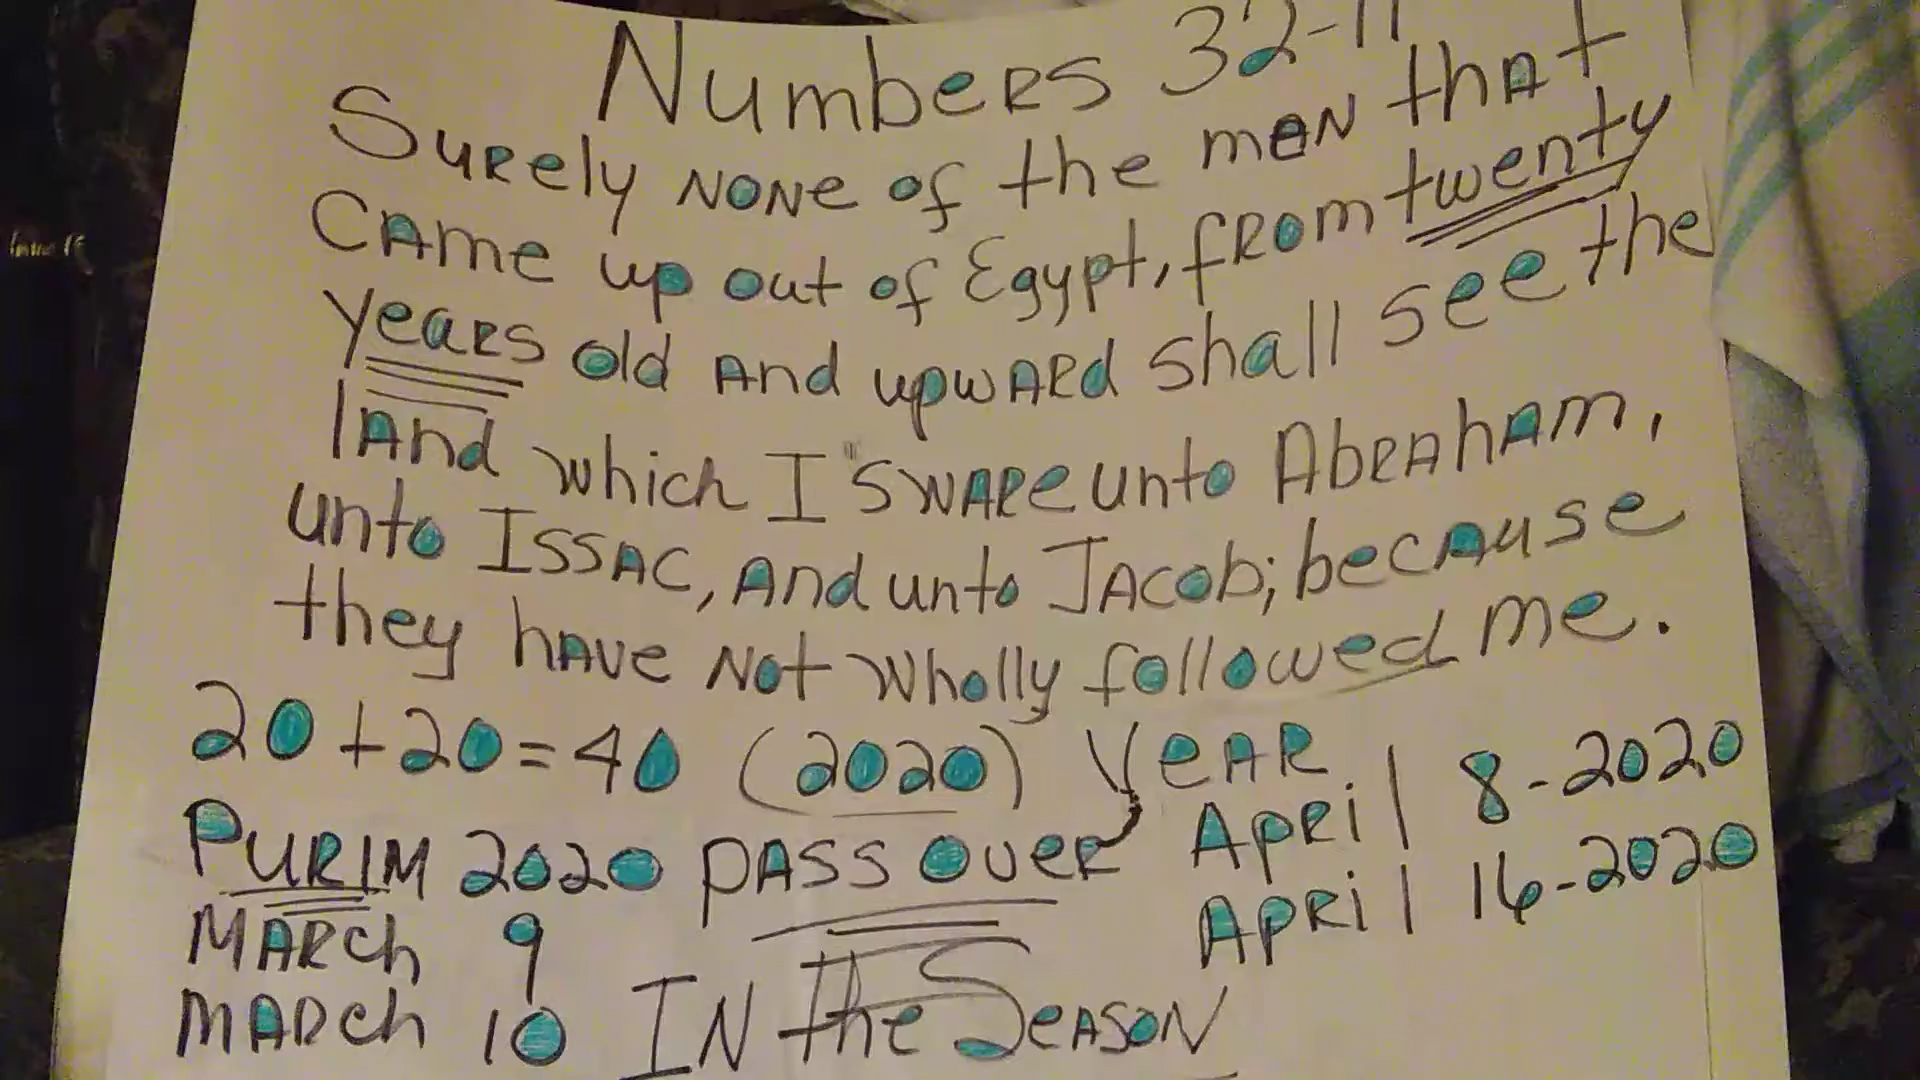 Numbers 32-11
Surely none of the men that
came up out of Egypt, from twenty
years old and upward shall see the
land which I "sware unto Abraham,
unto Issac, and unto Jacob; because
they have not wholly followed me.
20+20=40 (2020) Year
April 8-2020
PURIM 2020 PASS OVER
April 16-2020
MARCH 9
MARCH 10 IN the SEASON